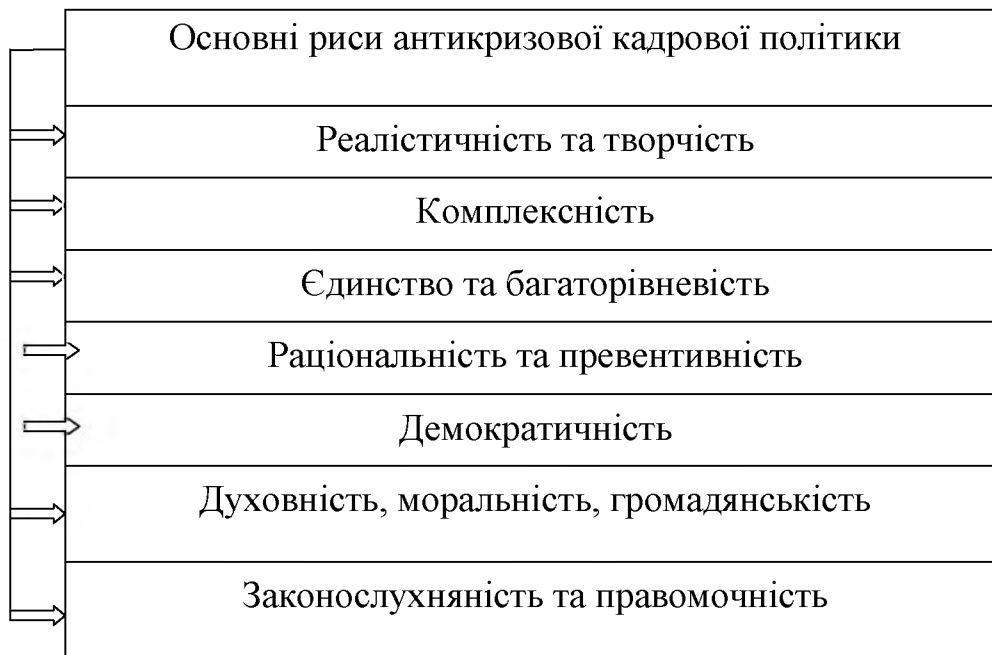 Основні риси антикризової кадрової політики
Реалістичність та творчість
Комплексність
Єдинство та багаторівневість
Раціональність та превентивність
Демократичність
Духовність, моральність, громадянськість
Законослухняність та правомочність